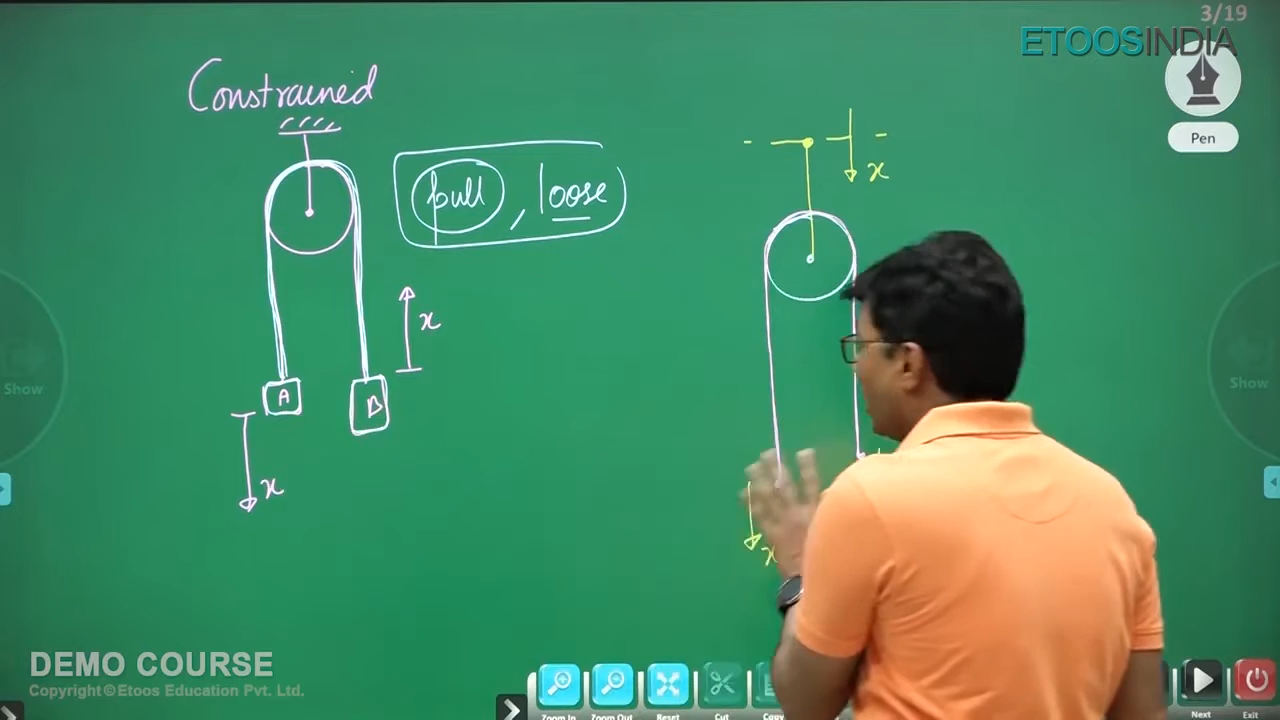 3/19
ETOOSINDIA
Pen
Constrained
pull, loose
x
x
A
B
x
x
Show
Show
DEMO COURSE
Copyright © Etoos Education Pvt. Ltd.
Zoom In
Zoom Out
Reset
Cut
Copy
Next
Exit